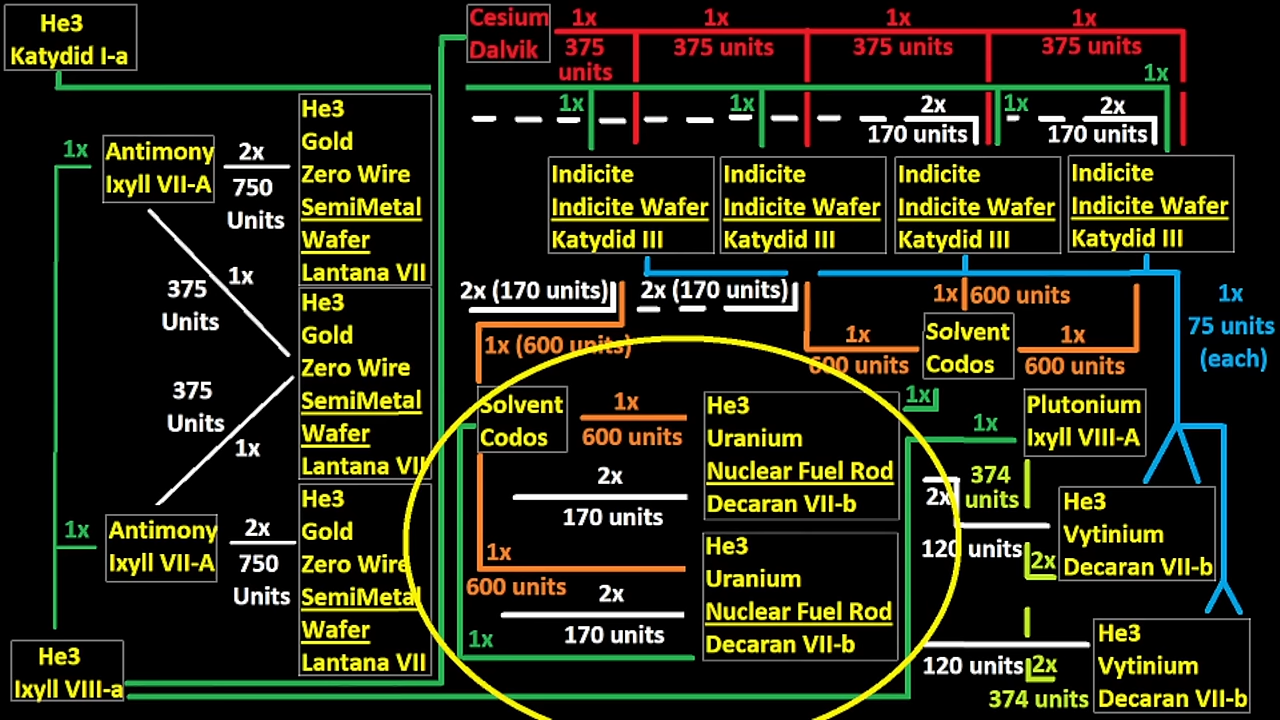 He3
Katydid I-a
Cesium
Dalvik
1x
375
units
1x
375 units
1x
375 units
1x
375 units
1x
1x
1x
2x
170 units
1x
2x
170 units
He3
Gold
Zero Wire
SemiMetal
Wafer
Lantana VII
1x
Antimony
Ixyll VII-A
2x
750
Units
Indicite
Indicite Wafer
Katydid III
Indicite
Indicite Wafer
Katydid III
Indicite
Indicite Wafer
Katydid III
Indicite
Indicite Wafer
Katydid III
1x
375
Units
He3
Gold
Zero Wire
SemiMetal
Wafer
Lantana VII
375
Units
1x
2x (170 units)
2x (170 units)
1x (600 units)
1x
600 units
1x
600 units
Solvent
Codos
1x
600 units
1x
75 units
(each)
Solvent
Codos
1x
600 units
2x
170 units
He3
Uranium
Nuclear Fuel Rod
Decaran VII-b
1x
1x
Plutonium
Ixyll VIII-A
374
units
2x
120 units
He3
Vytinium
Decaran VII-b
2x
1x
Antimony
Ixyll VII-A
2x
750
Units
He3
Gold
Zero Wire
SemiMetal
Wafer
Lantana VII
1x
600 units
2x
170 units
1x
He3
Uranium
Nuclear Fuel Rod
Decaran VII-b
120 units
2x
374 units
He3
Vytinium
Decaran VII-b
He3
Ixyll VIII-a